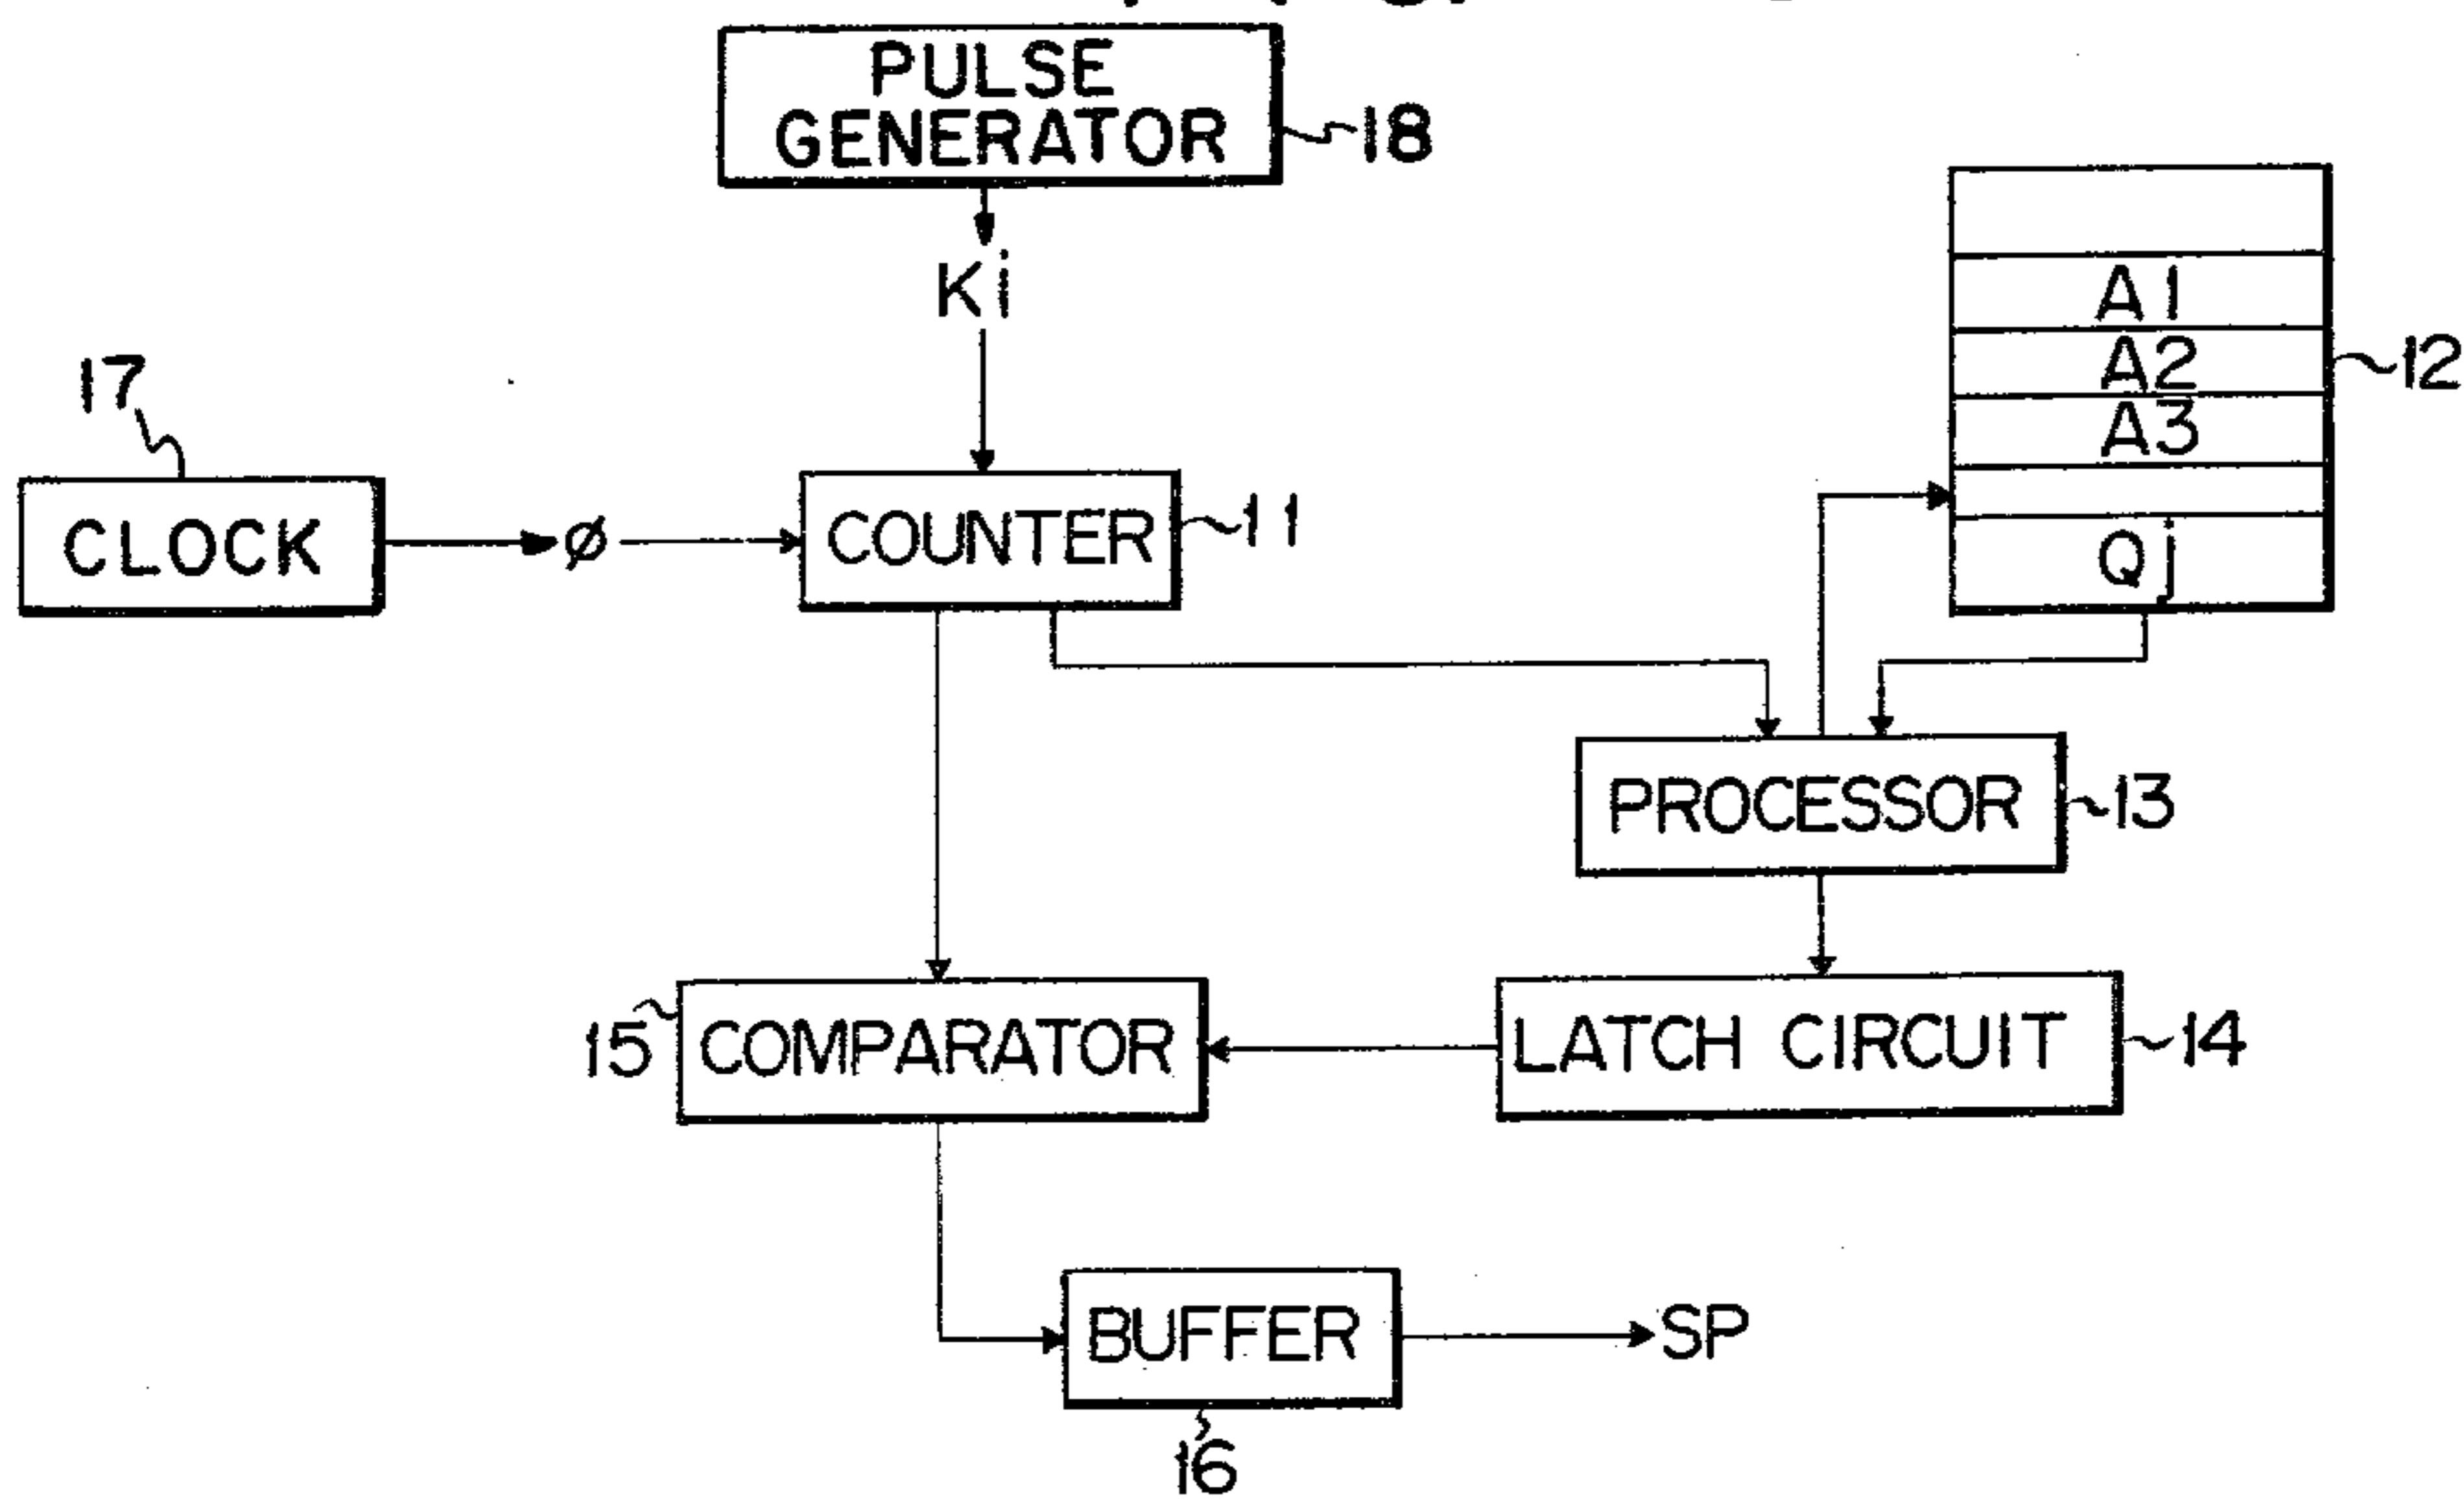 PULSE
GENERATOR
18
Ki
A1
A2
12
A3
17
CLOCK
ø
COUNTER
11
Qj
PROCESSOR
13
15
COMPARATOR
LATCH CIRCUIT
14
BUFFER
SP
16